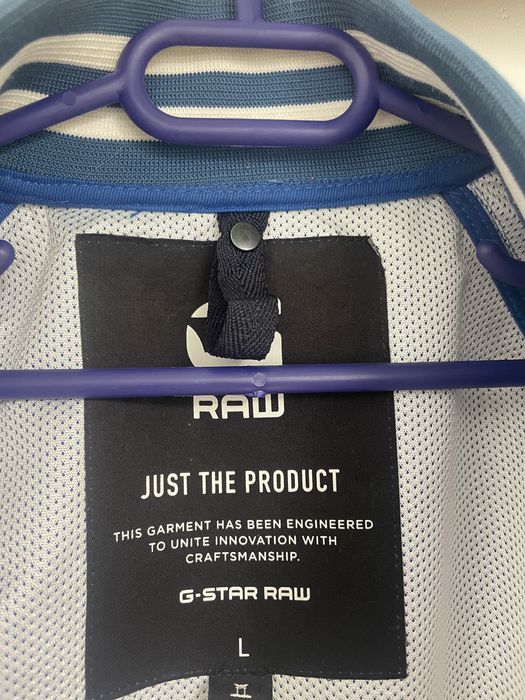 RAW
JUST THE PRODUCT
THIS GARMENT HAS BEEN ENGINEERED
TO UNITE INNOVATION WITH
CRAFTSMANSHIP.
G-STAR RAW
L